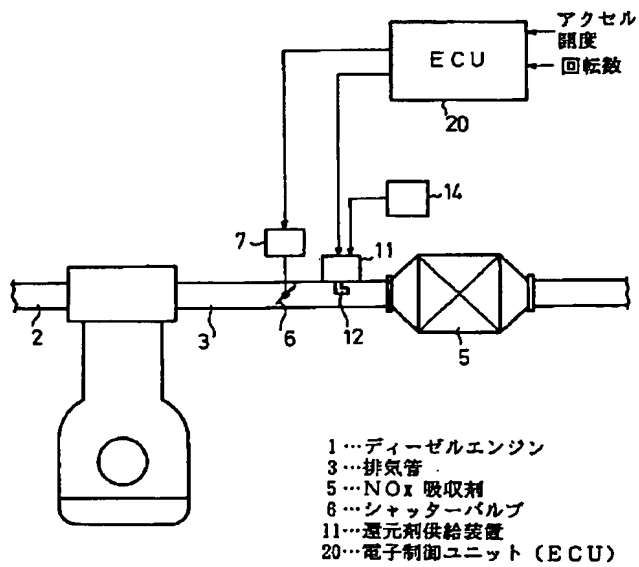 アクセル
開度
ECU
回転数
20
14
7
11
2
3
6
12
5
1…ディーゼルエンジン
3…排気管
5…NOx 吸収剤
6…シャッターバルブ
11…還元剤供給装置
20…電子制御ユニット(ECU)